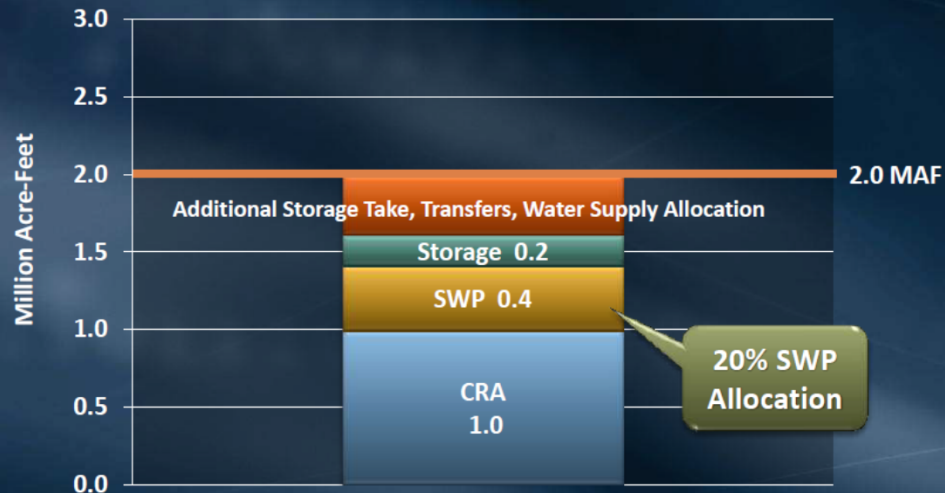 3.0
2.5
2.0
1.5
1.0
0.5
0.0
Million Acre-Feet
2.0 MAF
Additional Storage Take, Transfers, Water Supply Allocation
Storage 0.2
SWP 0.4
CRA
1.0
20% SWP
Allocation